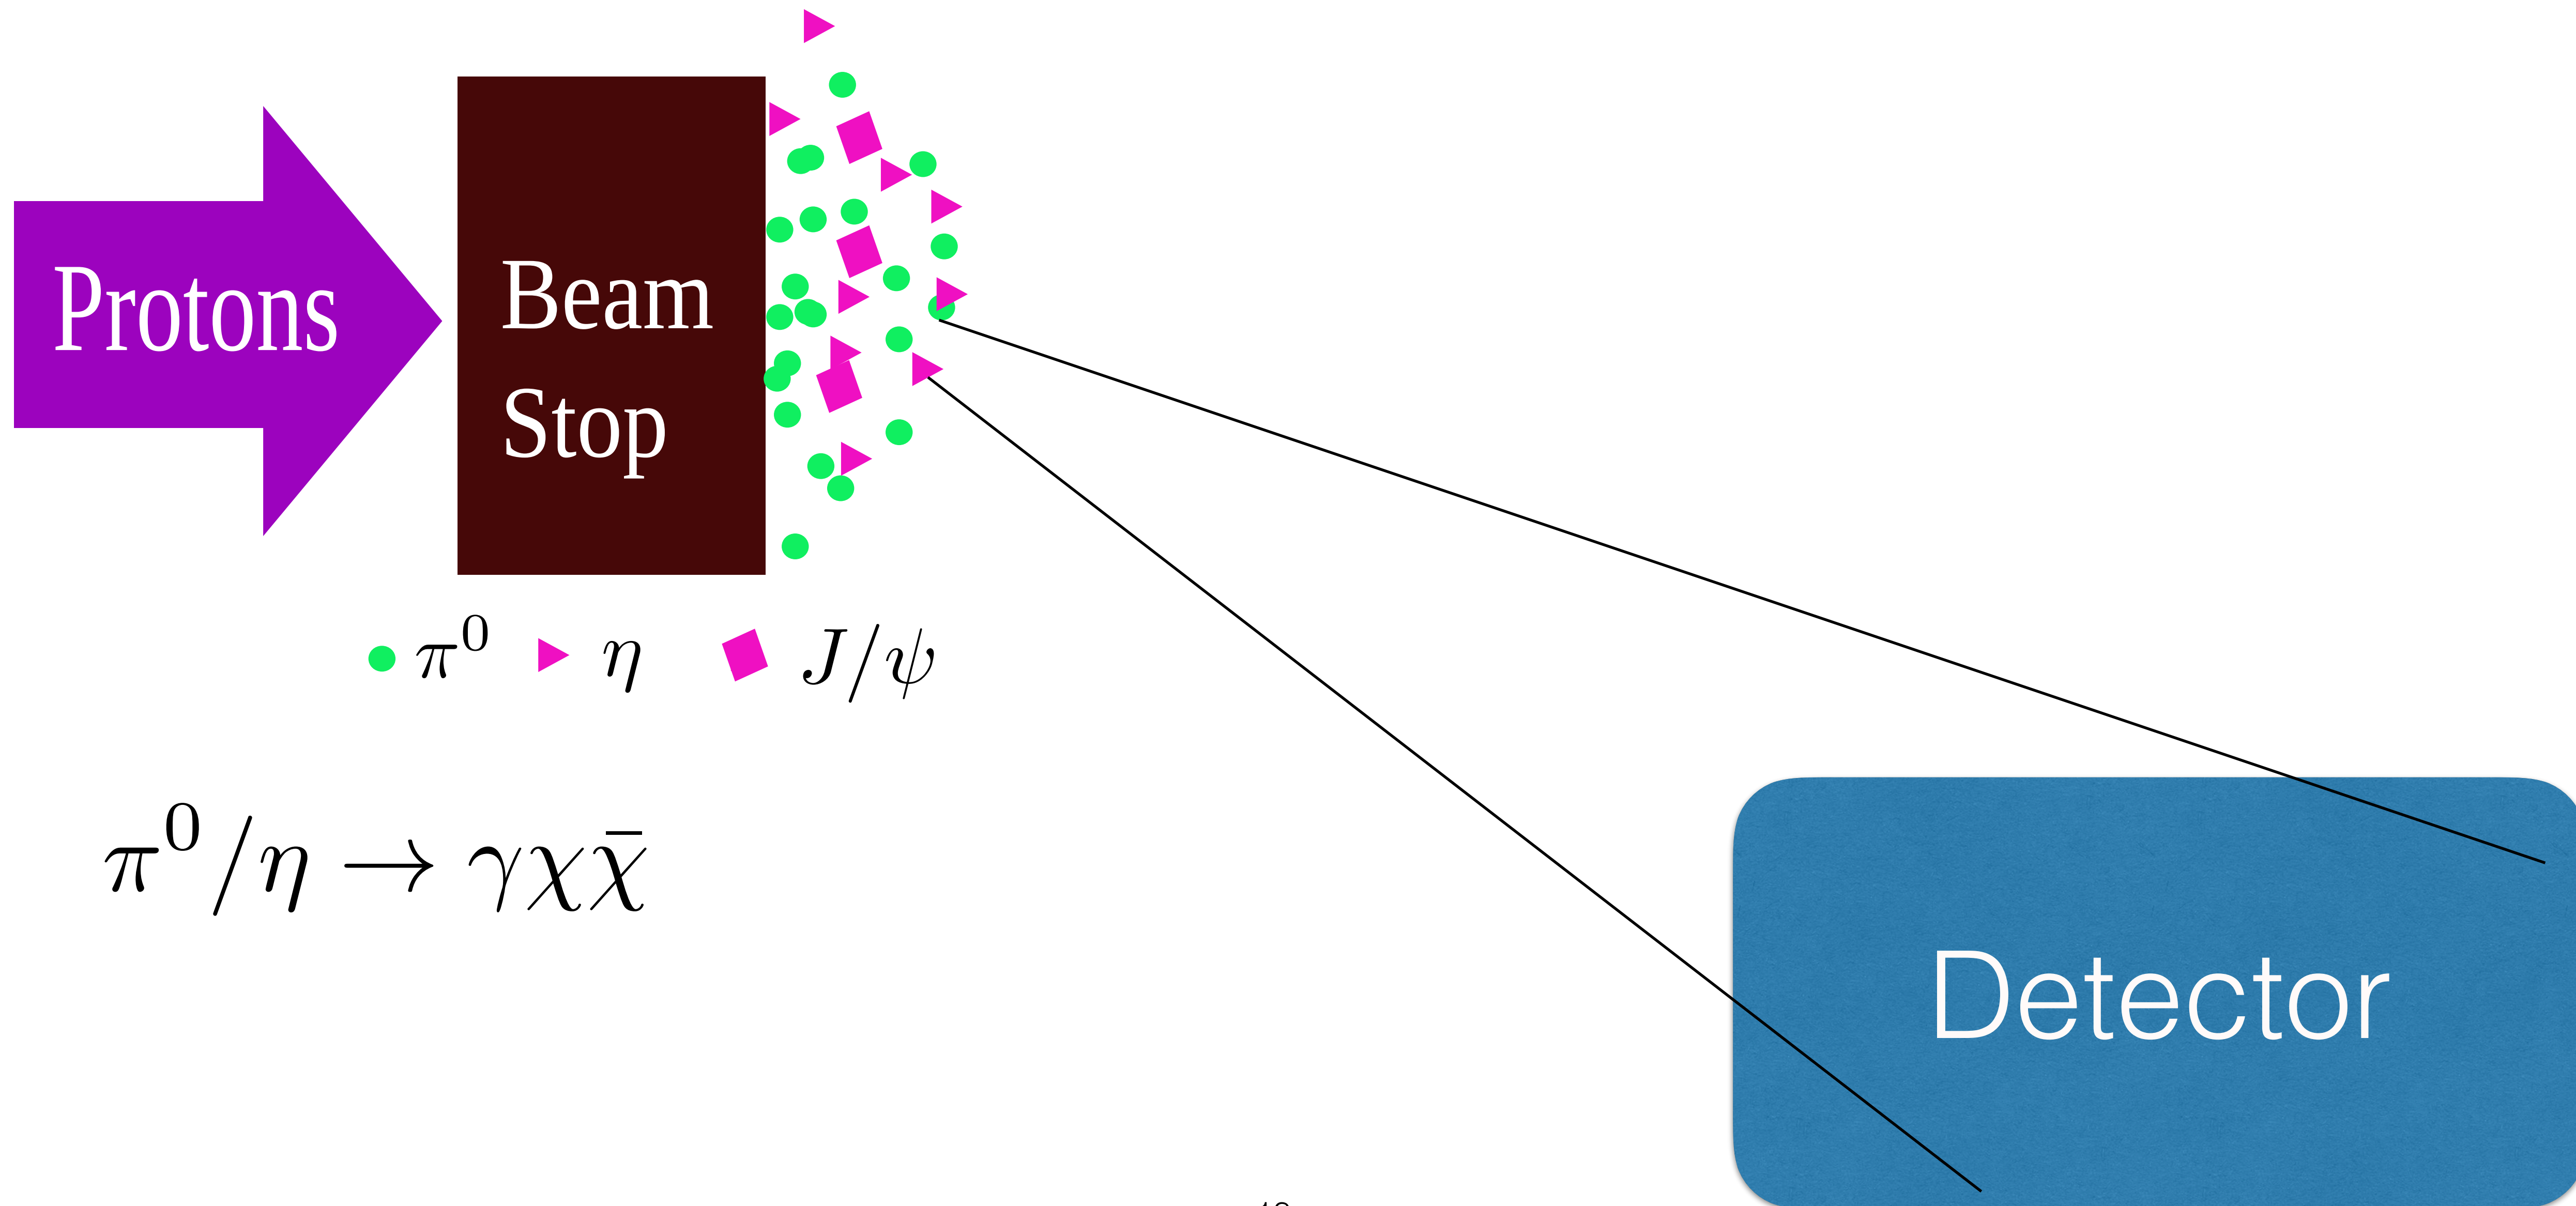 Protons
Beam
Stop
π⁰ η J/ψ
π⁰/η → γχχ̄
Detector